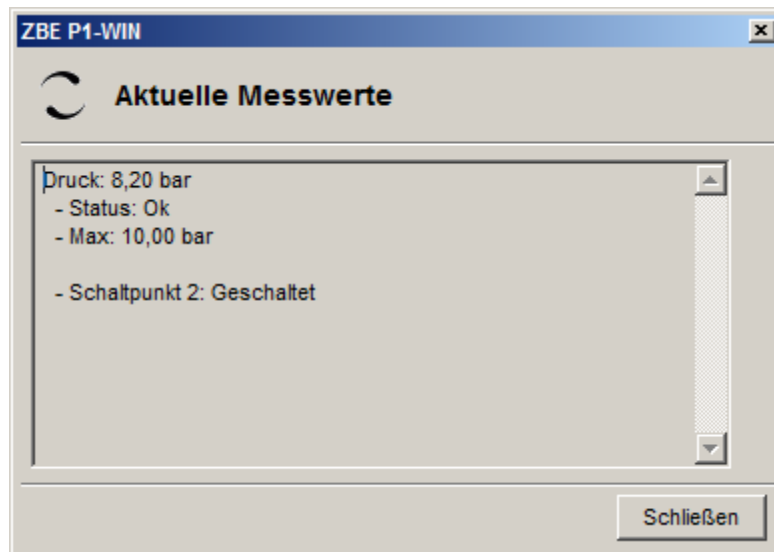 ZBE P1-WIN
Aktuelle Messwerte
Druck: 8,20 bar
- Status: Ok
- Max: 10,00 bar
- Schaltpunkt 2: Geschaltet
Schließen